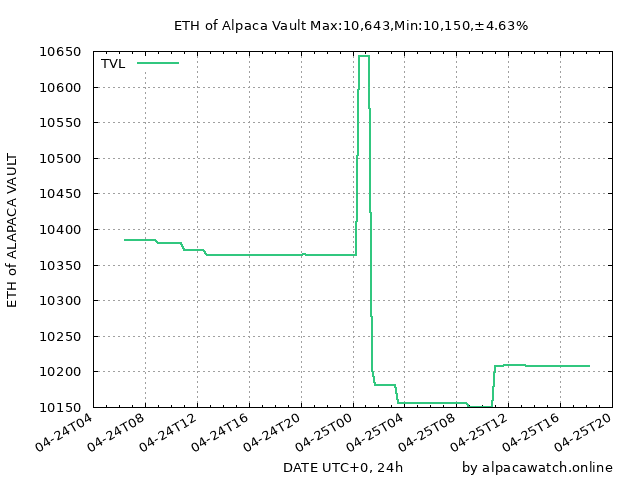 ETH of Alpaca Vault Max:10,643,Min:10,150,±4.63%
TVL
ETH of ALAPACA VAULT
10650
10600
10550
10500
10450
10400
10350
10300
10250
10200
10150
04-24T04
04-24T08
04-24T12
04-24T16
04-24T20
04-25T00
04-25T04
04-25T08
04-25T12
04-25T16
04-25T20
DATE UTC+0, 24h
by alpacawatch.online